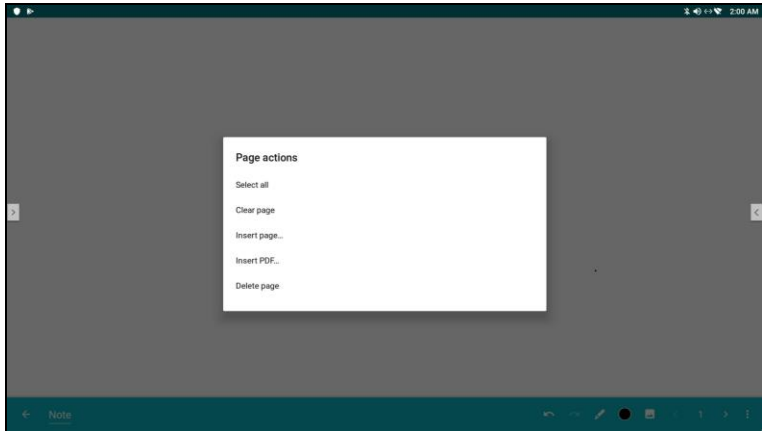 2:00 AM
Page actions
Select all
Clear page
Insert page...
Insert PDF...
Delete page
Note
1